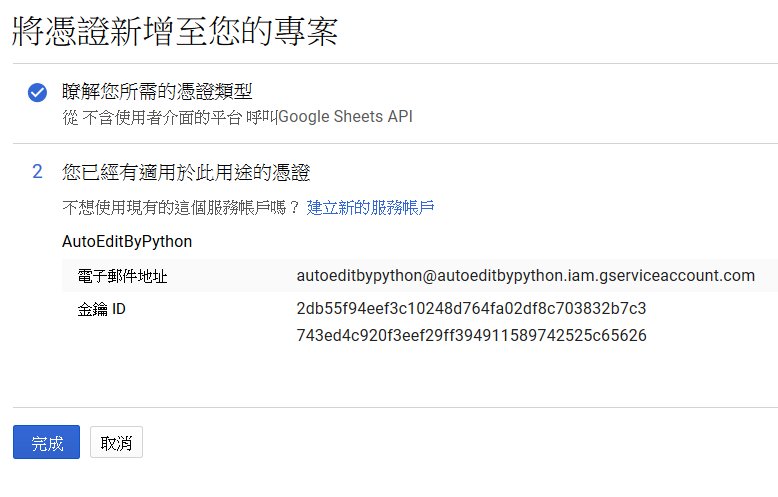 將憑證新增至您的專案
瞭解您所需的憑證類型
從 不含使用者介面的平台 呼叫Google Sheets API
2 您已經有適用於此用途的憑證
不想使用現有的這個服務帳戶嗎？ 建立新的服務帳戶
AutoEditByPython
電子郵件地址 autoeditbypython@autoeditbypython.iam.gserviceaccount.com
金鑰 ID 2db55f94eef3c10248d764fa02df8c703832b7c3
743ed4c920f3eef29ff394911589742525c65626
完成 取消